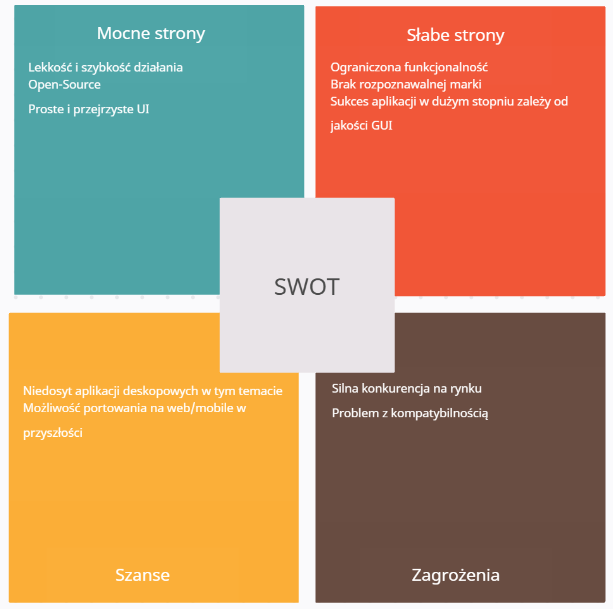 Mocne strony
Lekkość i szybkość działania
Open-Source
Proste i przejrzyste UI
Słabe strony
Ograniczona funkcjonalność
Brak rozpoznawalnej marki
Sukces aplikacji w dużym stopniu zależy od
jakości GUI
SWOT
Niedosyt aplikacji deskopowych w tym temacie
Możliwość portowania na web/mobile w
przyszłości
Szanse
Silna konkurencja na rynku
Problem z kompatybilnością
Zagrożenia